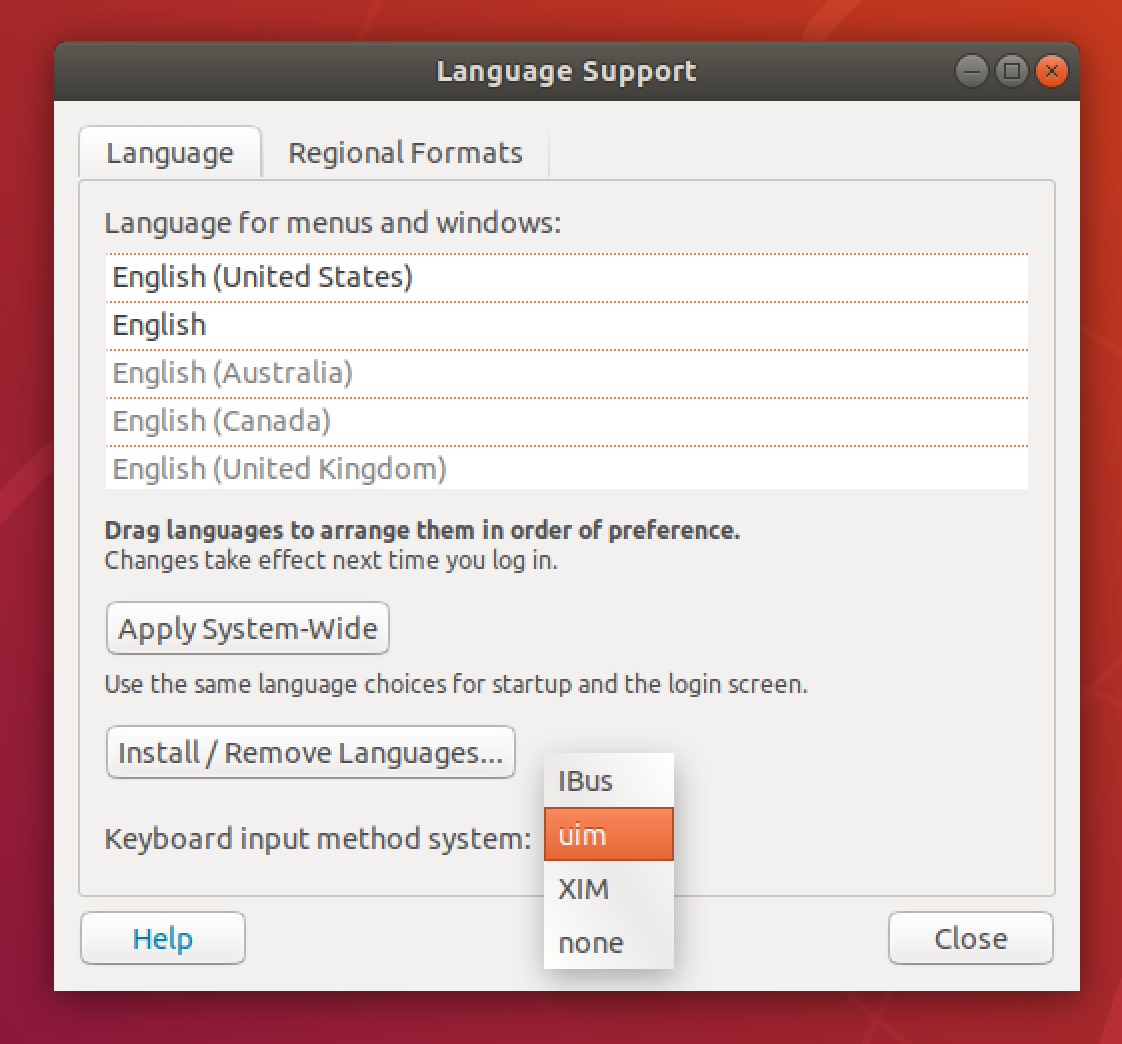 Language Support
Language
Regional Formats
Language for menus and windows:
English (United States)
English
English (Australia)
English (Canada)
English (United Kingdom)
Drag languages to arrange them in order of preference.
Changes take effect next time you log in.
Apply System-Wide
Use the same language choices for startup and the login screen.
Install / Remove Languages...
Keyboard input method system:
IBus
uim
XIM
none
Help
Close